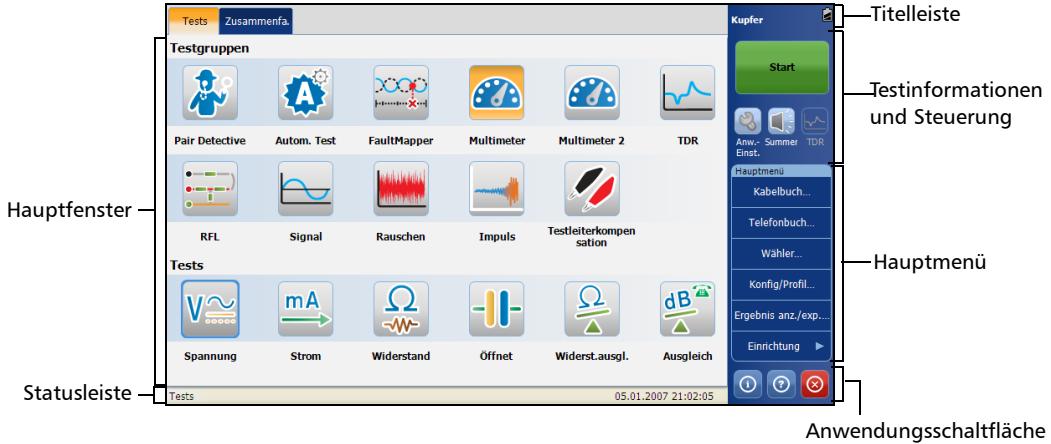 Tests
Zusammenfa.
Kupfer
Titelleiste
Testgruppen
Start
Testinformationen
und Steuerung
Pair Detective
Autom. Test
FaultMapper
Multimeter
Multimeter 2
TDR
Anw.-
Einst.
Summer
TDR
Hauptmenü
Kabelbuch...
Telefonbuch...
Wähler...
Konfig/Profil...
Ergebnis anz./exp....
Einrichtung
Hauptmenü
Hauptfenster
RFL
Signal
Rauschen
Impuls
Testleiterkompen
sation
Tests
V
mA
Ω
Ω
dB
Spannung
Strom
Widerstand
Öffnet
Widerst.ausgl.
Ausgleich
Statusleiste
Tests
05.01.2007 21:02:05
Anwendungsschaltfläche